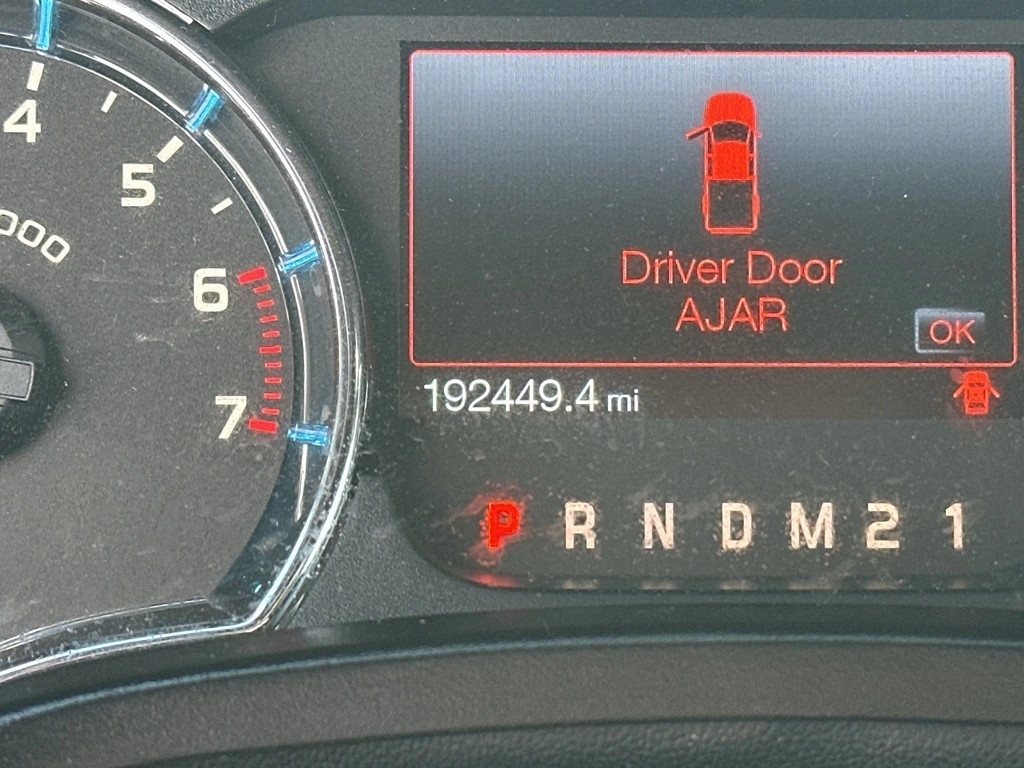 4
5
000
6
7
Driver Door
AJAR
OK
192449.4 mi
P R N D M 2 1